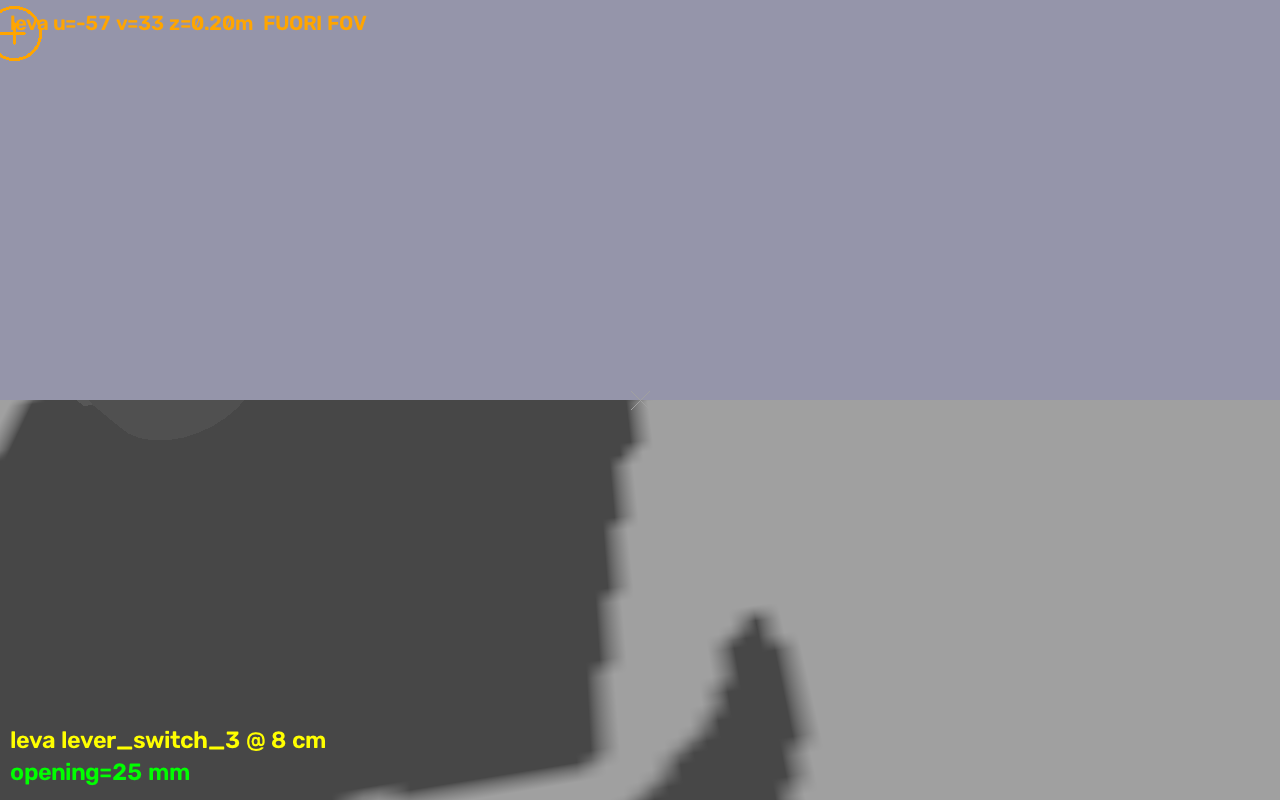 leva u=-57 v=33 z=0.20m  FUORI FOV
leva lever_switch_3 @ 8 cm
opening=25 mm